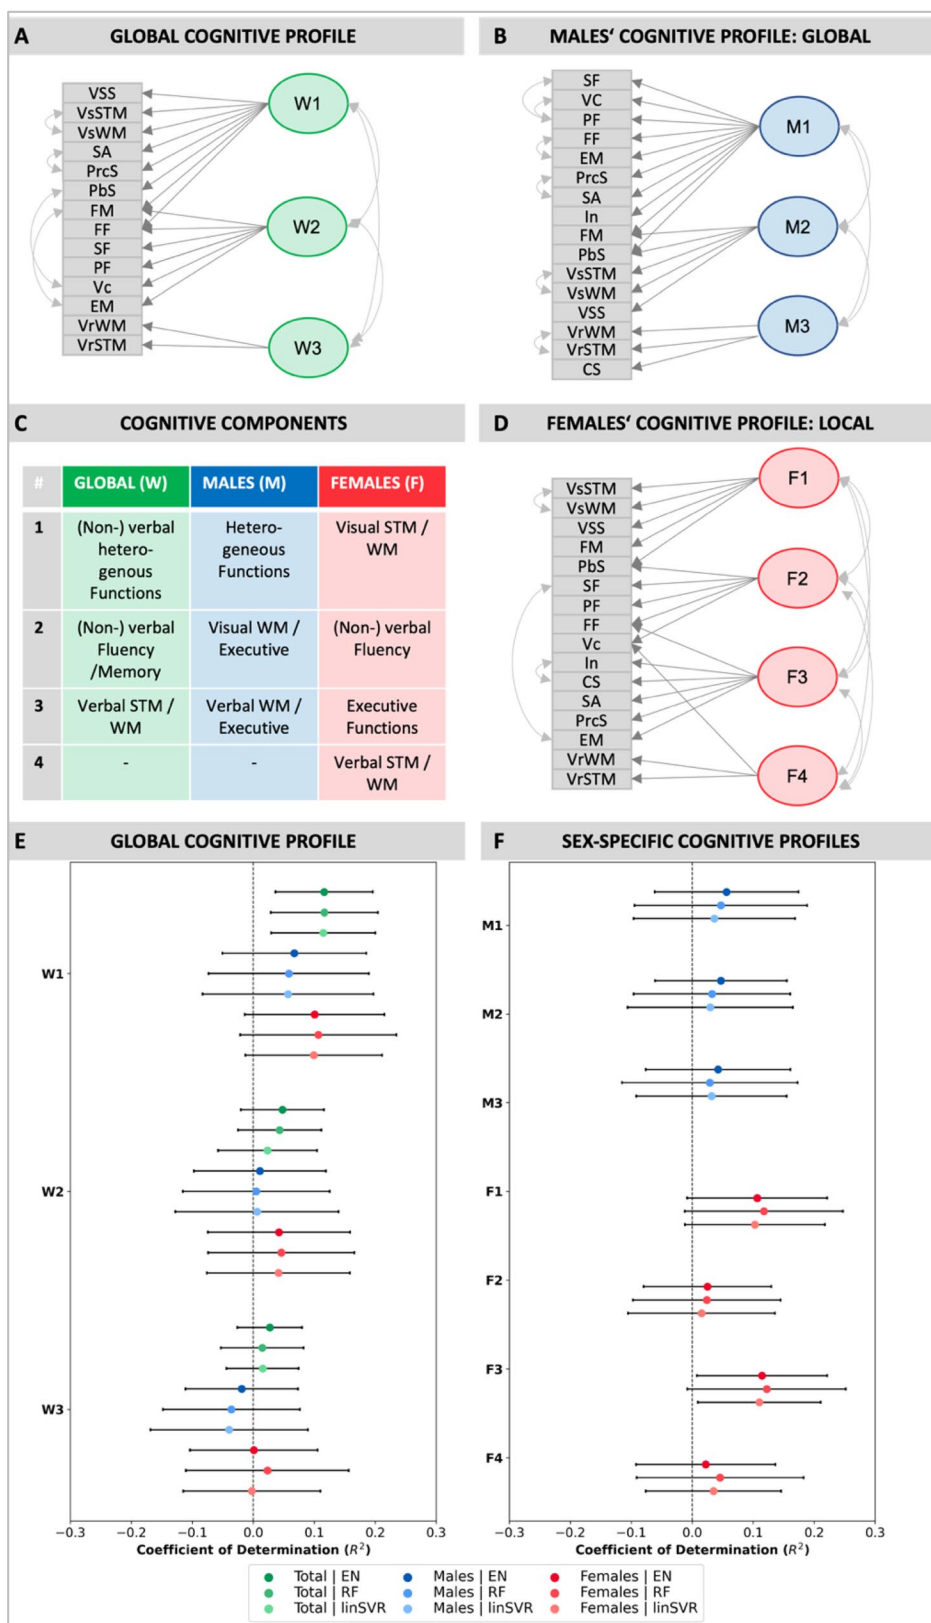 A GLOBAL COGNITIVE PROFILE
VSS
VsSTM
VsWM
SA
PrcS
PbS
FM
FF
SF
PF
Vc
EM
VrWM
VrSTM
W1
W2
W3
B MALES‘ COGNITIVE PROFILE: GLOBAL
SF
VC
PF
FF
EM
PrcS
SA
In
FM
PbS
VsSTM
VsWM
VSS
VrWM
VrSTM
CS
M1
M2
M3
C COGNITIVE COMPONENTS
# GLOBAL (W) MALES (M) FEMALES (F)
1
(Non-) verbal
hetero-
genous
Functions
Hetero-
geneous
Functions
Visual STM /
WM
2
(Non-) verbal
Fluency
/Memory
Visual WM /
Executive
(Non-) verbal
Fluency
3
Verbal STM /
WM
Verbal WM /
Executive
Executive
Functions
4
-
-
Verbal STM /
WM
D FEMALES‘ COGNITIVE PROFILE: LOCAL
VsSTM
VsWM
VSS
FM
PbS
SF
PF
FF
Vc
In
CS
SA
PrcS
EM
VrWM
VrSTM
F1
F2
F3
F4
E GLOBAL COGNITIVE PROFILE
W1
W2
W3
−0.3 −0.2 −0.1 0.0 0.1 0.2 0.3
Coefficient of Determination (R²)
F SEX-SPECIFIC COGNITIVE PROFILES
M1
M2
M3
F1
F2
F3
F4
−0.3 −0.2 −0.1 0.0 0.1 0.2 0.3
Coefficient of Determination (R²)
Total | EN
Total | RF
Total | linSVR
Males | EN
Males | RF
Males | linSVR
Females | EN
Females | RF
Females | linSVR